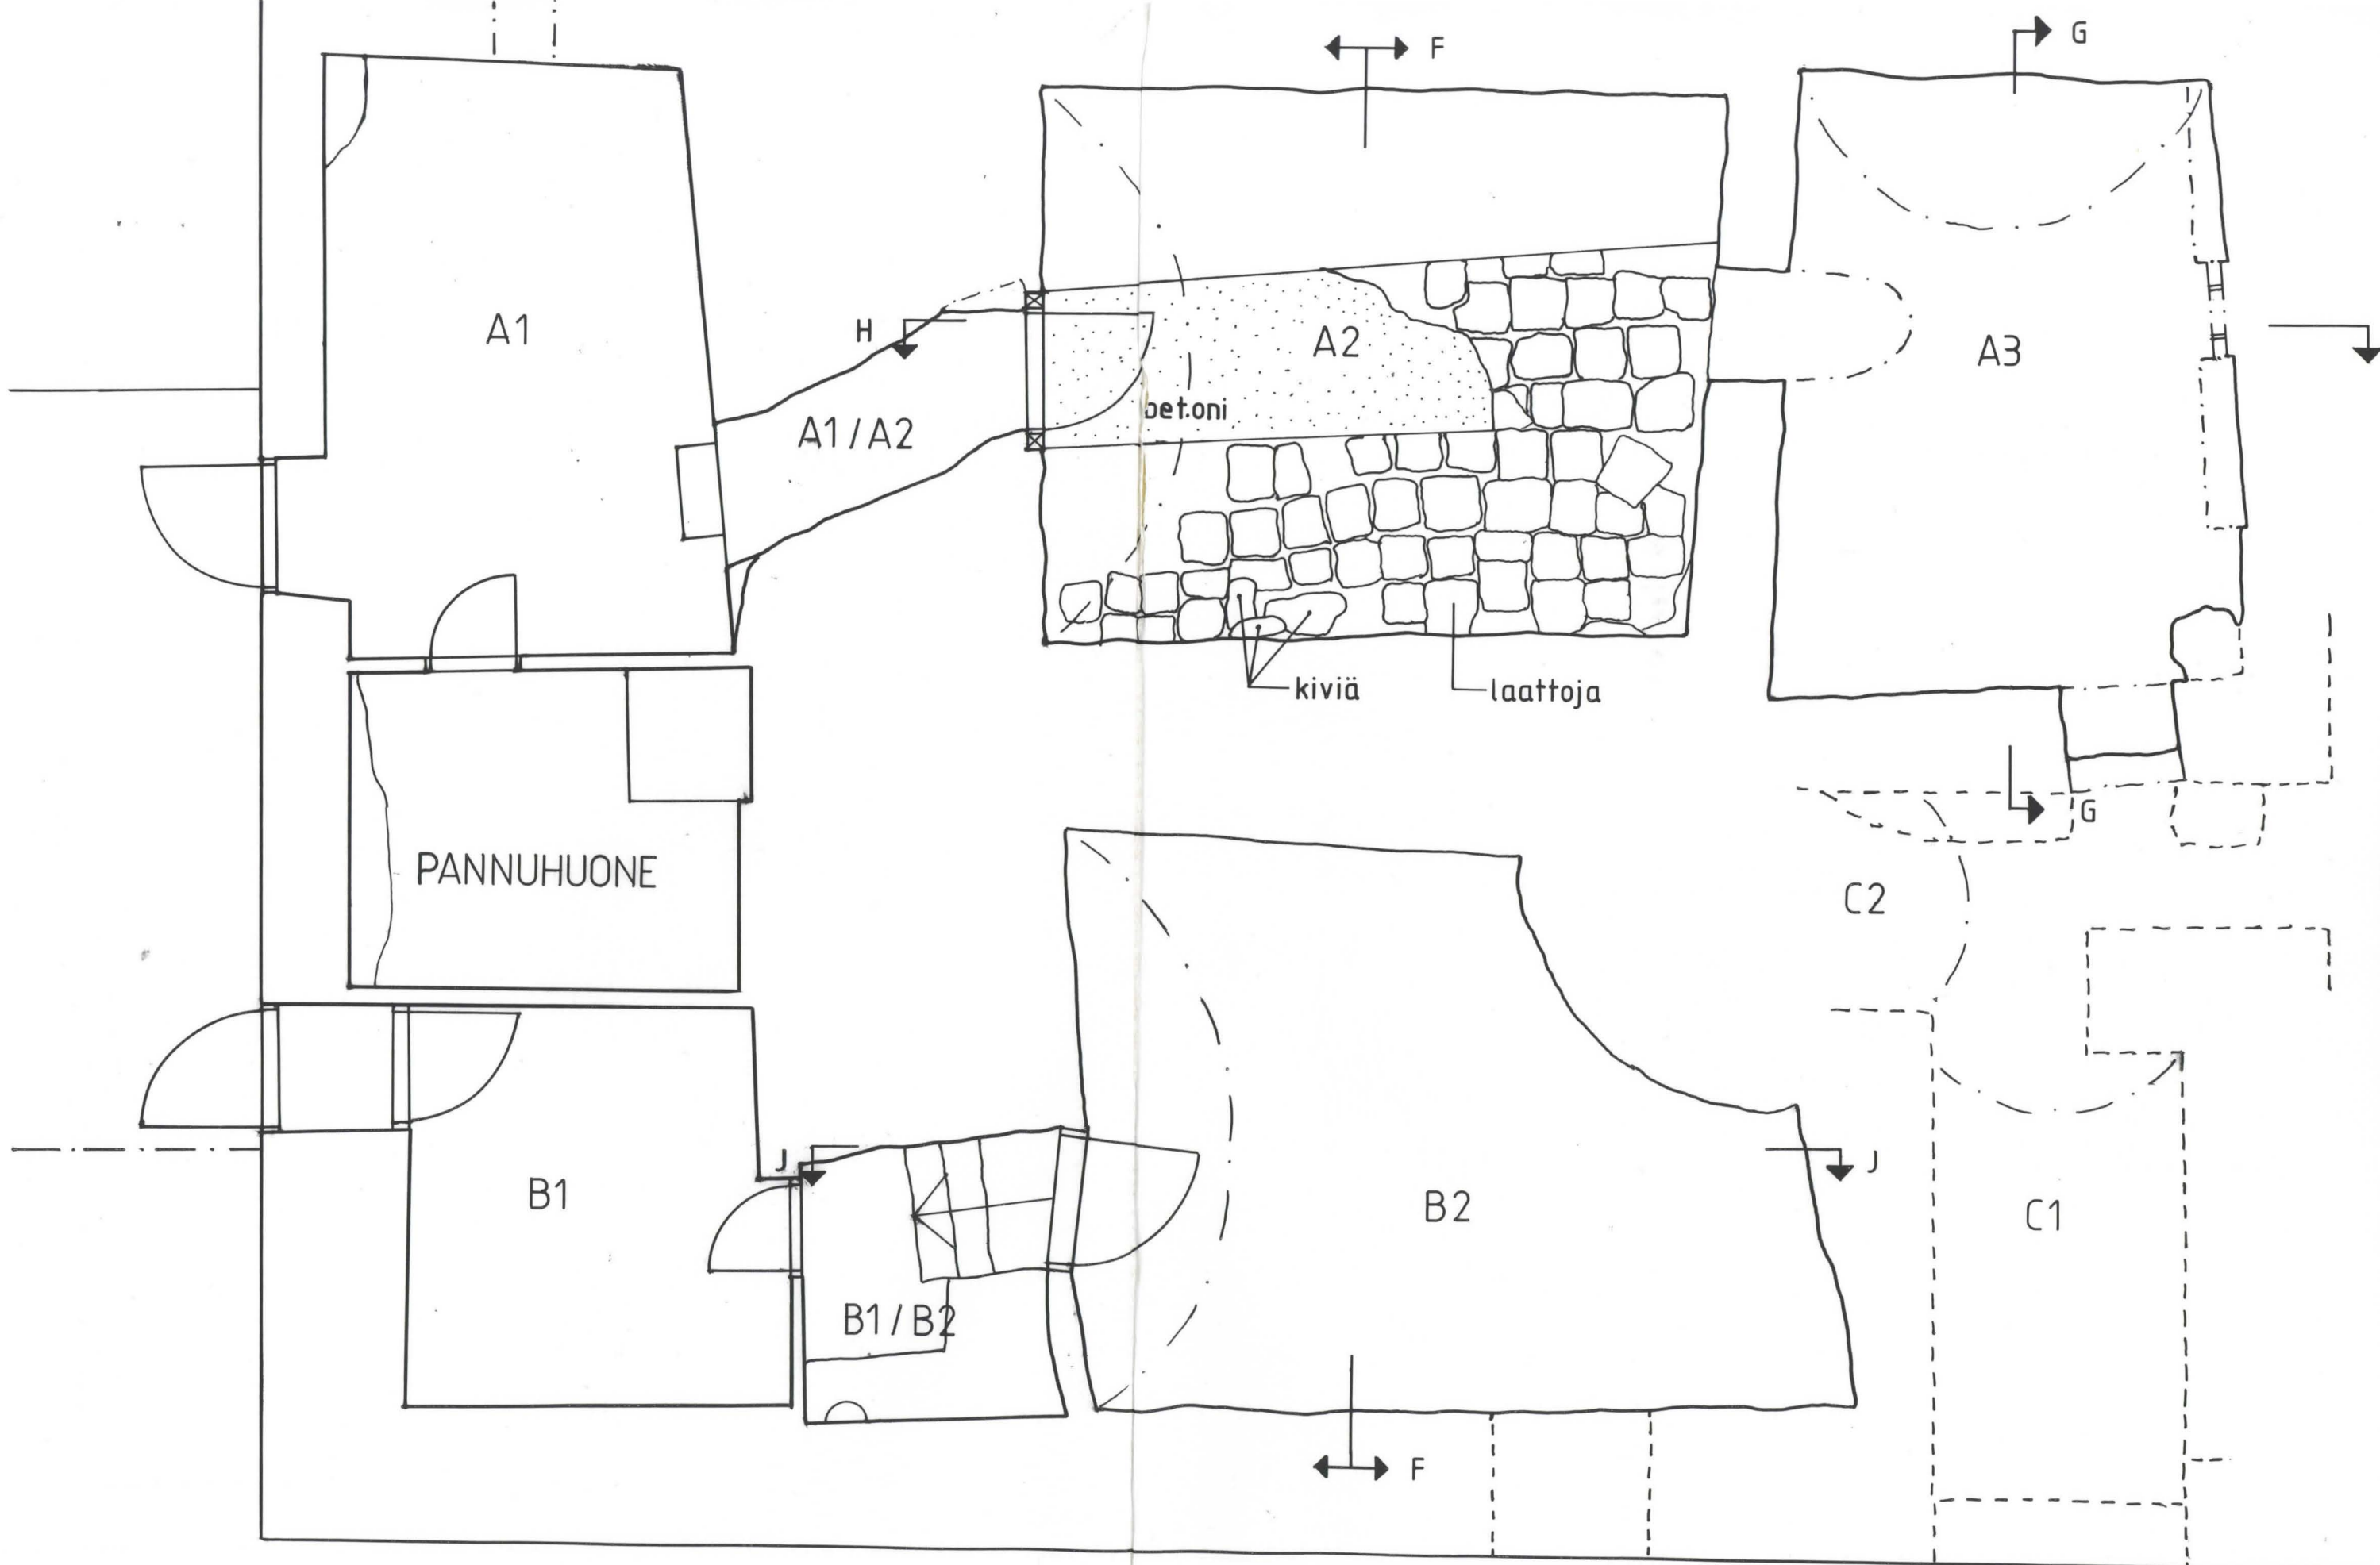 G
F
A1
H
A2
A3
betoni
A1/A2
kiviä
laattoja
G
PANNUHUONE
C2
J
J
B1
B2
C1
B1/B2
F